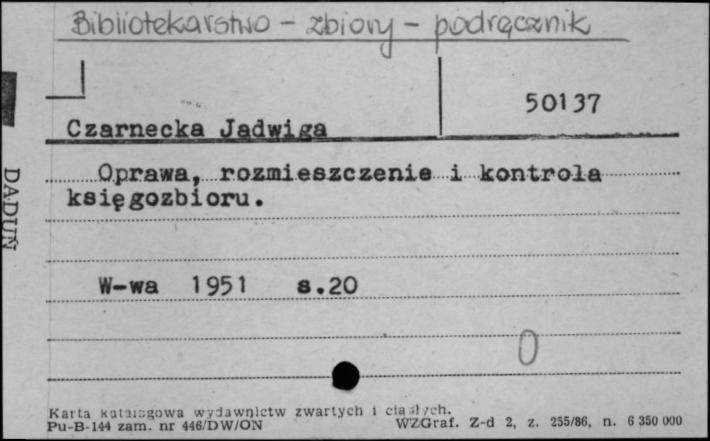 Bibliotekarstwo - zbiory - podręcznik
50137
Czarnecka Jadwiga
Oprawa, rozmieszczenie i kontrola
księgozbioru.
W-wa 1951 s.20
0
DADUŃ
Karta katalogowa wydawnictw zwartych i ciągłych.
Pu-B-144 zam. nr 446/DW/ON WZGraf. Z-d 2, z. 255/86, n. 6 350 000